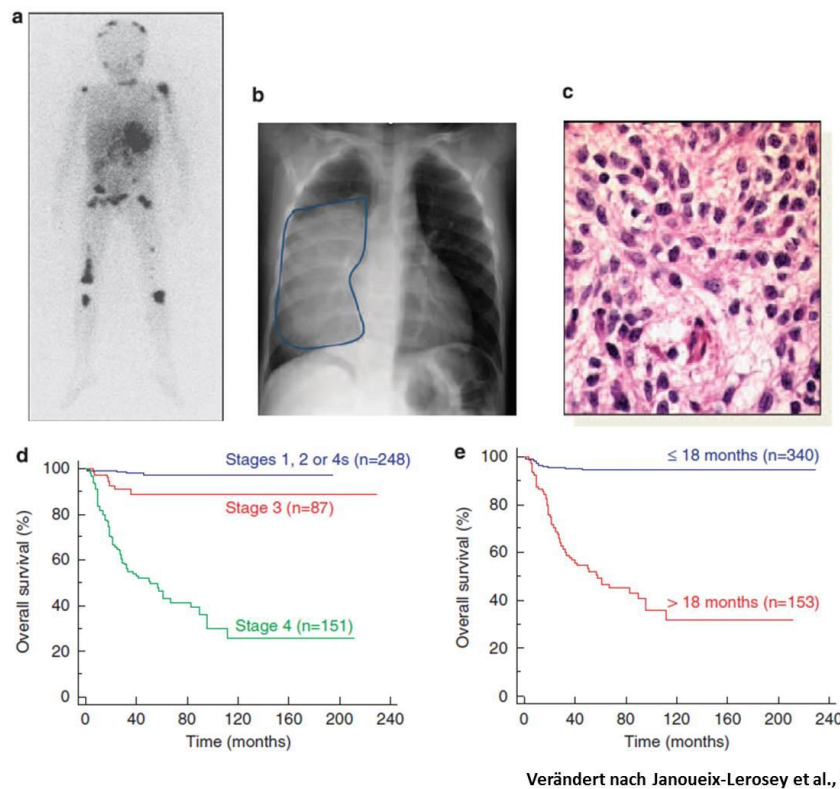 a
b
c
d
Stages 1, 2 or 4s (n=248)
Stage 3 (n=87)
Stage 4 (n=151)
Overall survival (%)
100
80
60
40
20
0
0 40 80 120 160 200 240
Time (months)
e
≤ 18 months (n=340)
> 18 months (n=153)
Overall survival (%)
100
80
60
40
20
0
0 40 80 120 160 200 240
Time (months)
Verändert nach Janoueix-Lerosey et al.,